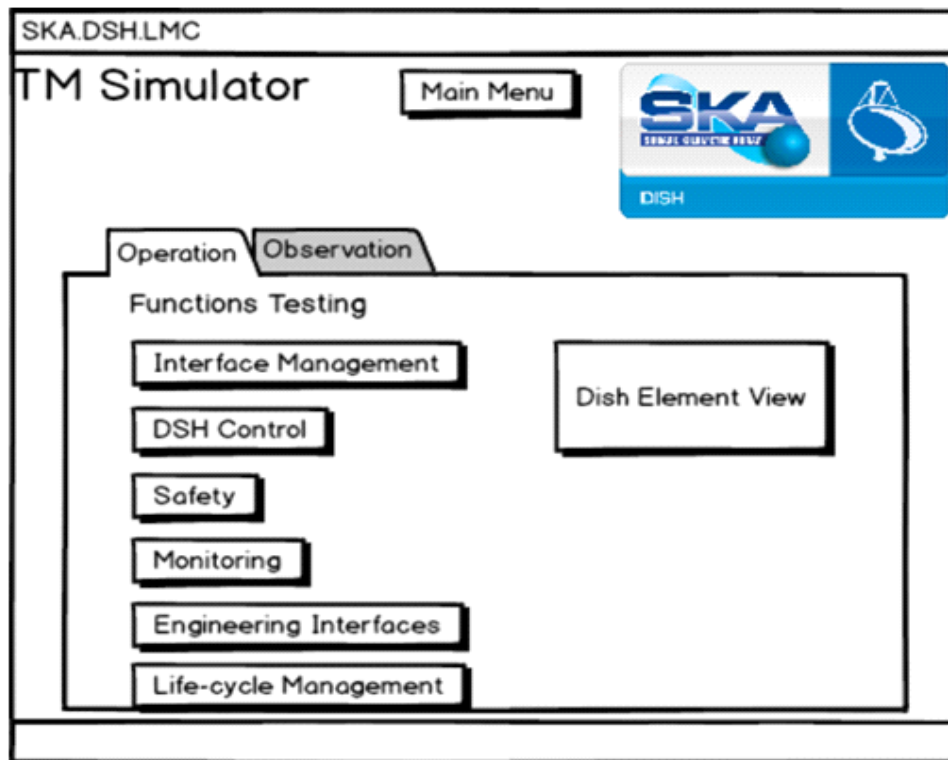 SKA.DSH.LMC
TM Simulator
Main Menu
SKA
DISH
Operation
Observation
Functions Testing
Interface Management
Dish Element View
DSH Control
Safety
Monitoring
Engineering Interfaces
Life-cycle Management